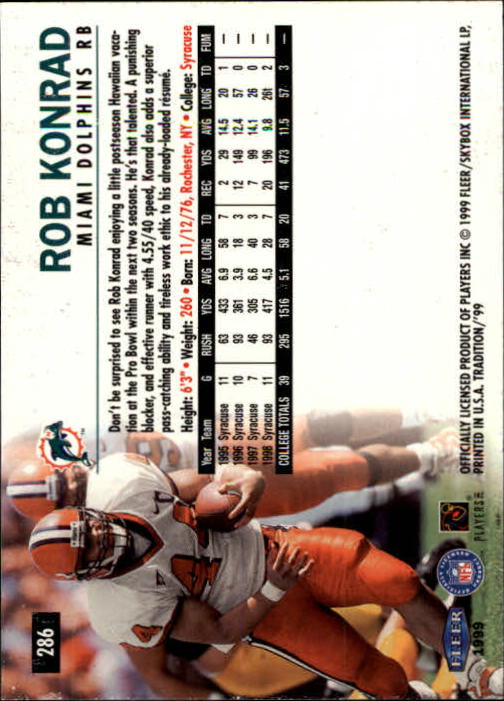 286
ROB KONRAD
MIAMI DOLPHINS RB
Don't be surprised to see Rob Konrad enjoying a little postseason Hawaiian vaca-
tion at the Pro Bowl within the next two seasons. He's that talented. A punishing
blocker, and effective runner with 4.55/40 speed, Konrad also adds a superior
pass-catching ability and tireless work ethic to his already-loaded résumé.
Height: 6'3" • Weight: 260 • Born: 11/12/76, Rochester, NY • College: Syracuse
Year Team G RUSH YDS AVG LONG TD REC YDS AVG LONG TD FUM
1995 Syracuse 11 63 433 6.9 58 7 2 29 14.5 20 1 —
1996 Syracuse 10 93 361 3.9 18 3 12 149 12.4 57 0 —
1997 Syracuse 7 46 305 6.6 40 3 7 99 14.1 26 0 —
1998 Syracuse 11 93 417 4.5 28 7 20 196 9.8 26t 2 —
COLLEGE TOTALS 39 295 1516 5.1 58 20 41 473 11.5 57 3 —
44
4
FLEER
1999
NFL
PLAYERS INC
OFFICIALLY LICENSED PRODUCT OF PLAYERS INC © 1999 FLEER/SKYBOX INTERNATIONAL LP,
PRINTED IN U.S.A. TRADITION/'99